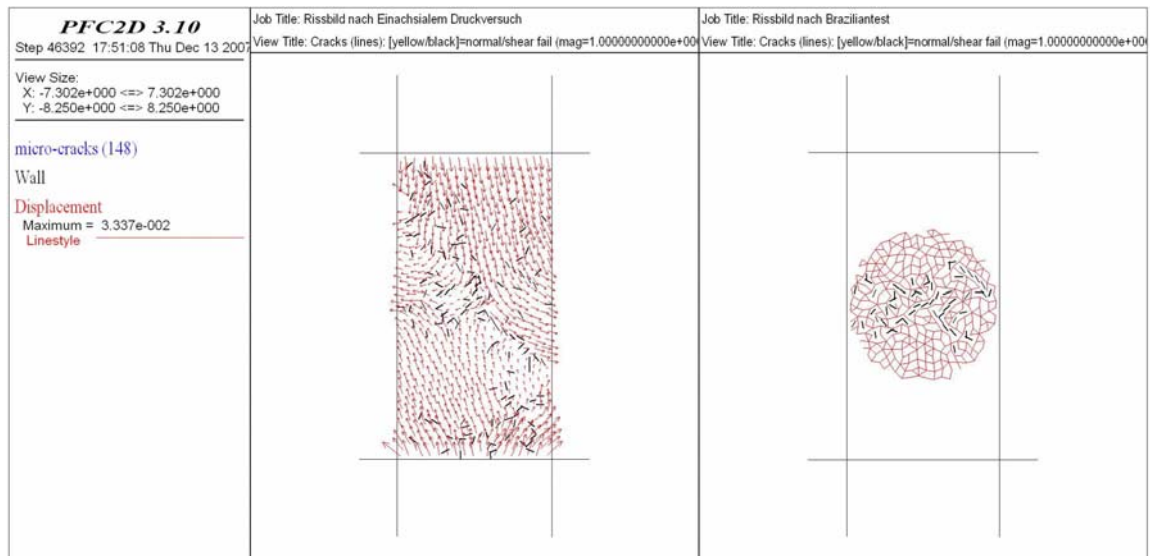 PFC2D 3.10
Step 46392 17:51:08 Thu Dec 13 2007
View Size:
X: -7.302e+000 <=> 7.302e+000
Y: -8.250e+000 <=> 8.250e+000
micro-cracks (148)
Wall
Displacement
Maximum = 3.337e-002
Linestyle
Job Title: Rissbild nach Einachsialem Druckversuch
View Title: Cracks (lines): [yellow/black]=normal/shear fail (mag=1.00000000000e+00
Job Title: Rissbild nach Braziliantest
View Title: Cracks (lines): [yellow/black]=normal/shear fail (mag=1.00000000000e+00